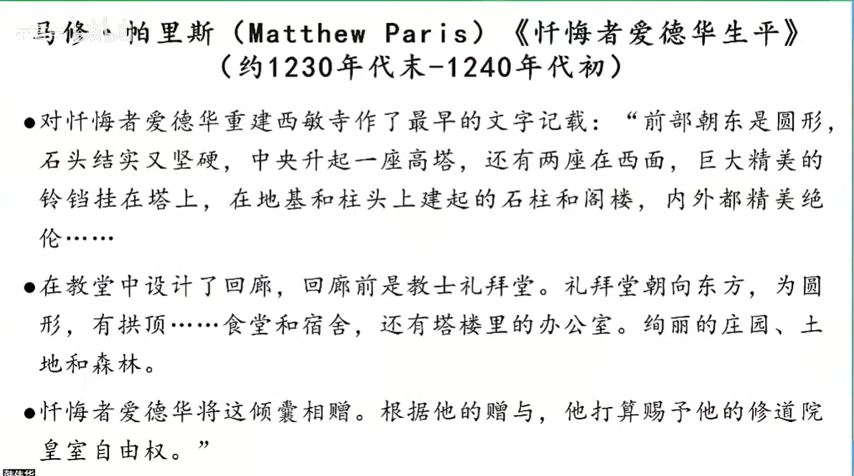 马修·帕里斯（Matthew Paris）《忏悔者爱德华生平》
（约1230年代末-1240年代初）
●对忏悔者爱德华重建西敏寺作了最早的文字记载：“前部朝东是圆形，
石头结实又坚硬，中央升起一座高塔，还有两座在西面，巨大精美的
铃铛挂在塔上，在地基和柱头上建起的石柱和阁楼，内外都精美绝
伦……
●在教堂中设计了回廊，回廊前是教士礼拜堂。礼拜堂朝向东方，为圆
形，有拱顶……食堂和宿舍，还有塔楼里的办公室。绚丽的庄园、土
地和森林。
●忏悔者爱德华将这倾囊相赠。根据他的赠与，他打算赐予他的修道院
皇室自由权。”